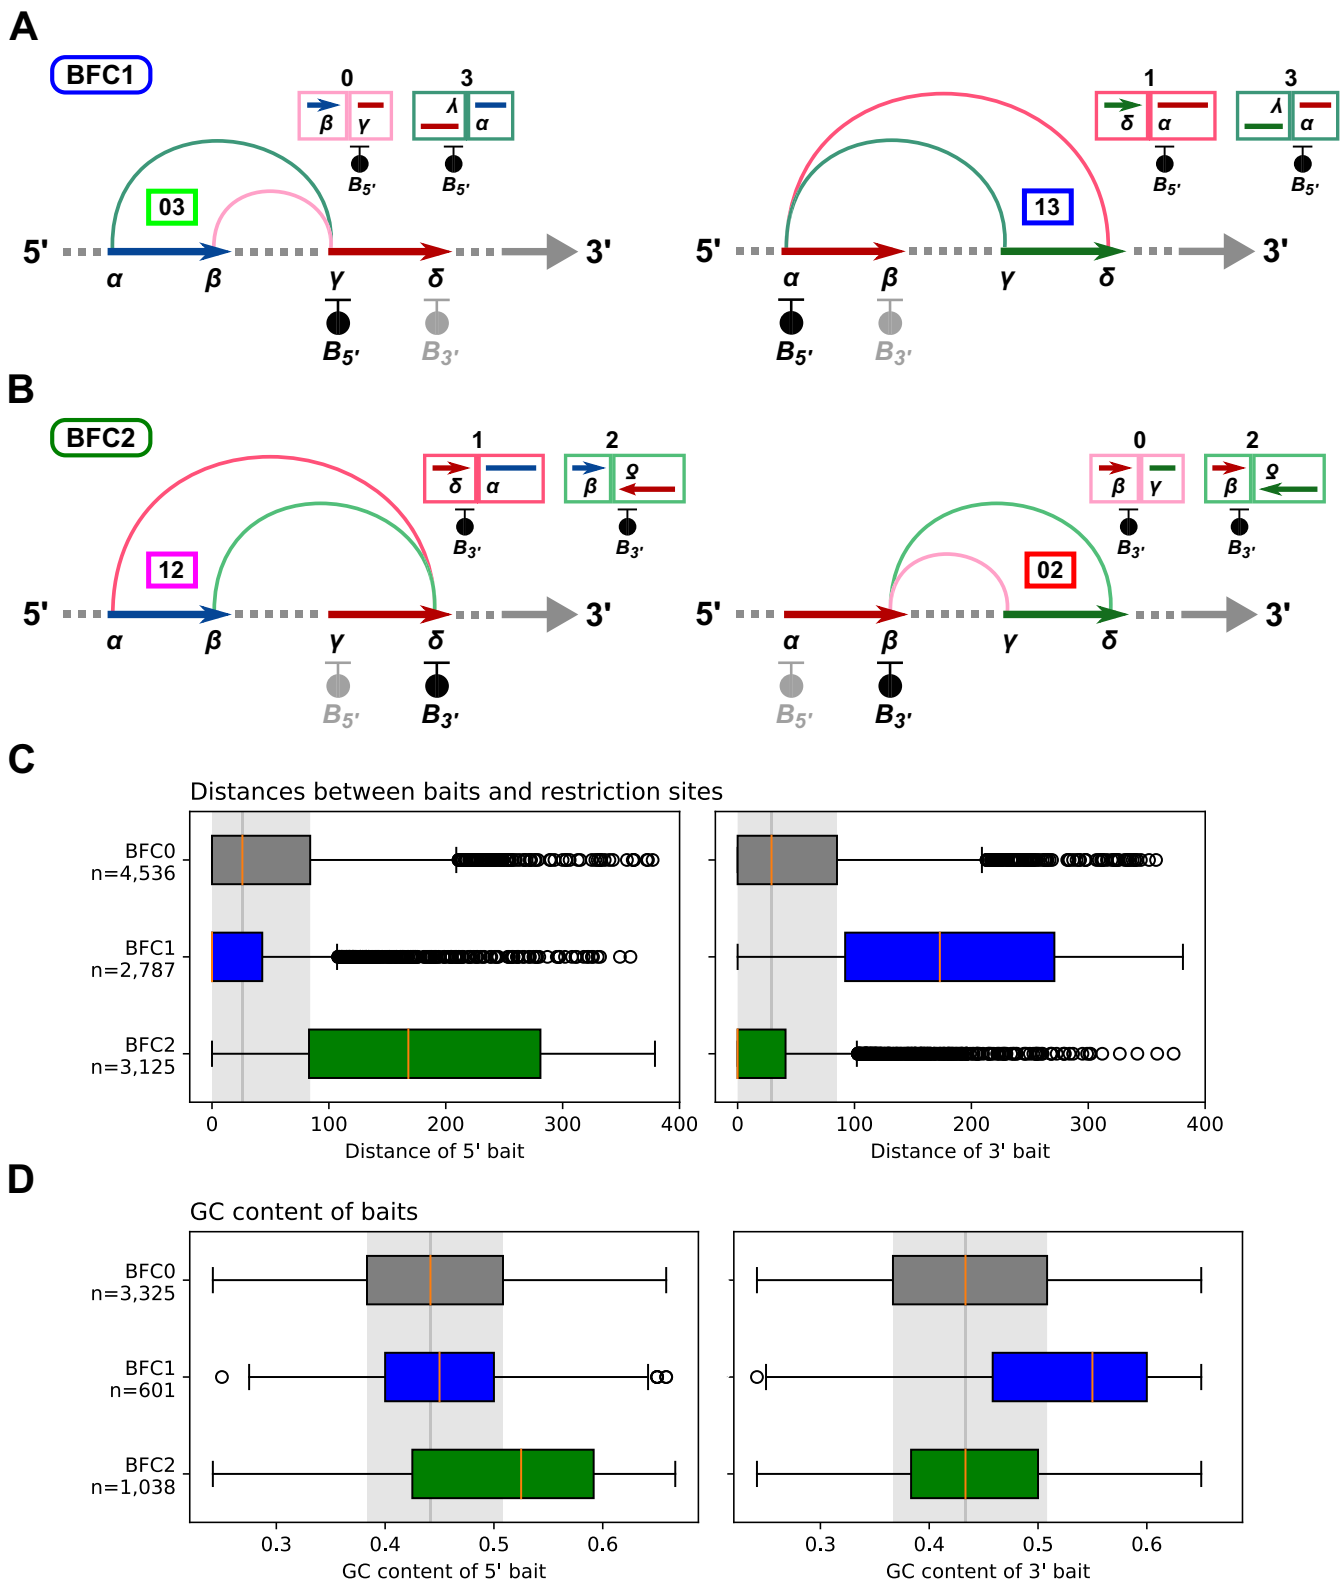 A
BFC1
0 3
β γ γ α
B5' B5'
03
5' 3'
α β γ δ
B5' B3'
1 3
δ α γ α
B5' B5'
13
5' 3'
α β γ δ
B5' B3'
B
BFC2
1 2
δ α β δ
B3' B3'
12
5' 3'
α β γ δ
B5' B3'
0 2
β γ β δ
B3' B3'
02
5' 3'
α β γ δ
B5' B3'
C
Distances between baits and restriction sites
BFC0
n=4,536
BFC1
n=2,787
BFC2
n=3,125
0 100 200 300 400
Distance of 5' bait
0 100 200 300 400
Distance of 3' bait
D
GC content of baits
BFC0
n=3,325
BFC1
n=601
BFC2
n=1,038
0.3 0.4 0.5 0.6
GC content of 5' bait
0.3 0.4 0.5 0.6
GC content of 3' bait